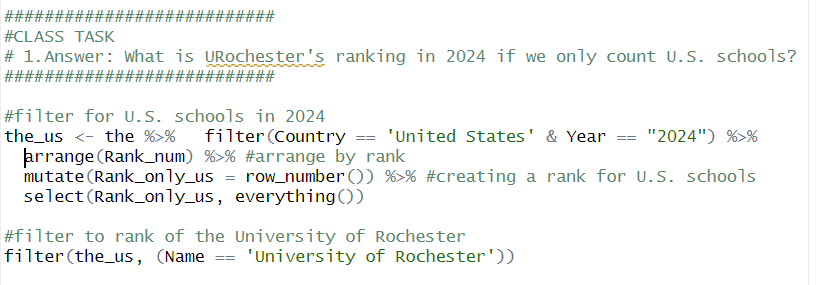 ###########################
#CLASS TASK
# 1.Answer: What is URochester's ranking in 2024 if we only count U.S. schools?
###########################
#filter for U.S. schools in 2024
the_us <- the %>%   filter(Country == 'United States' & Year == "2024") %>%
  arrange(Rank_num) %>% #arrange by rank
  mutate(Rank_only_us = row_number()) %>% #creating a rank for U.S. schools
  select(Rank_only_us, everything())
#filter to rank of the University of Rochester
filter(the_us, (Name == 'University of Rochester'))